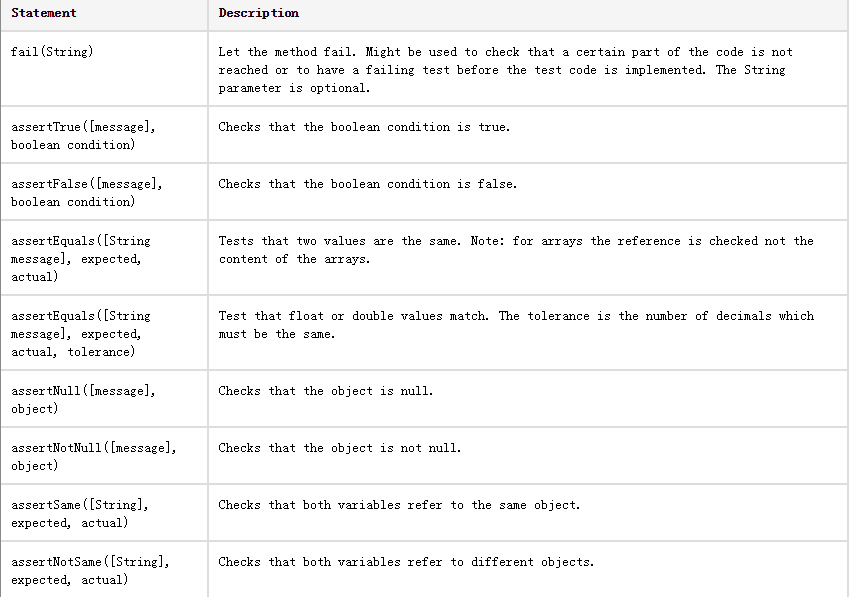 Statement Description
fail(String) Let the method fail. Might be used to check that a certain part of the code is not
reached or to have a failing test before the test code is implemented. The String
parameter is optional.
assertTrue([message], Checks that the boolean condition is true.
boolean condition)
assertFalse([message], Checks that the boolean condition is false.
boolean condition)
assertEquals([String Tests that two values are the same. Note: for arrays the reference is checked not the
message], expected, content of the arrays.
actual)
assertEquals([String Test that float or double values match. The tolerance is the number of decimals which
message], expected, must be the same.
actual, tolerance)
assertNull([message], Checks that the object is null.
object)
assertNotNull([message], Checks that the object is not null.
object)
assertSame([String], Checks that both variables refer to the same object.
expected, actual)
assertNotSame([String], Checks that both variables refer to different objects.
expected, actual)